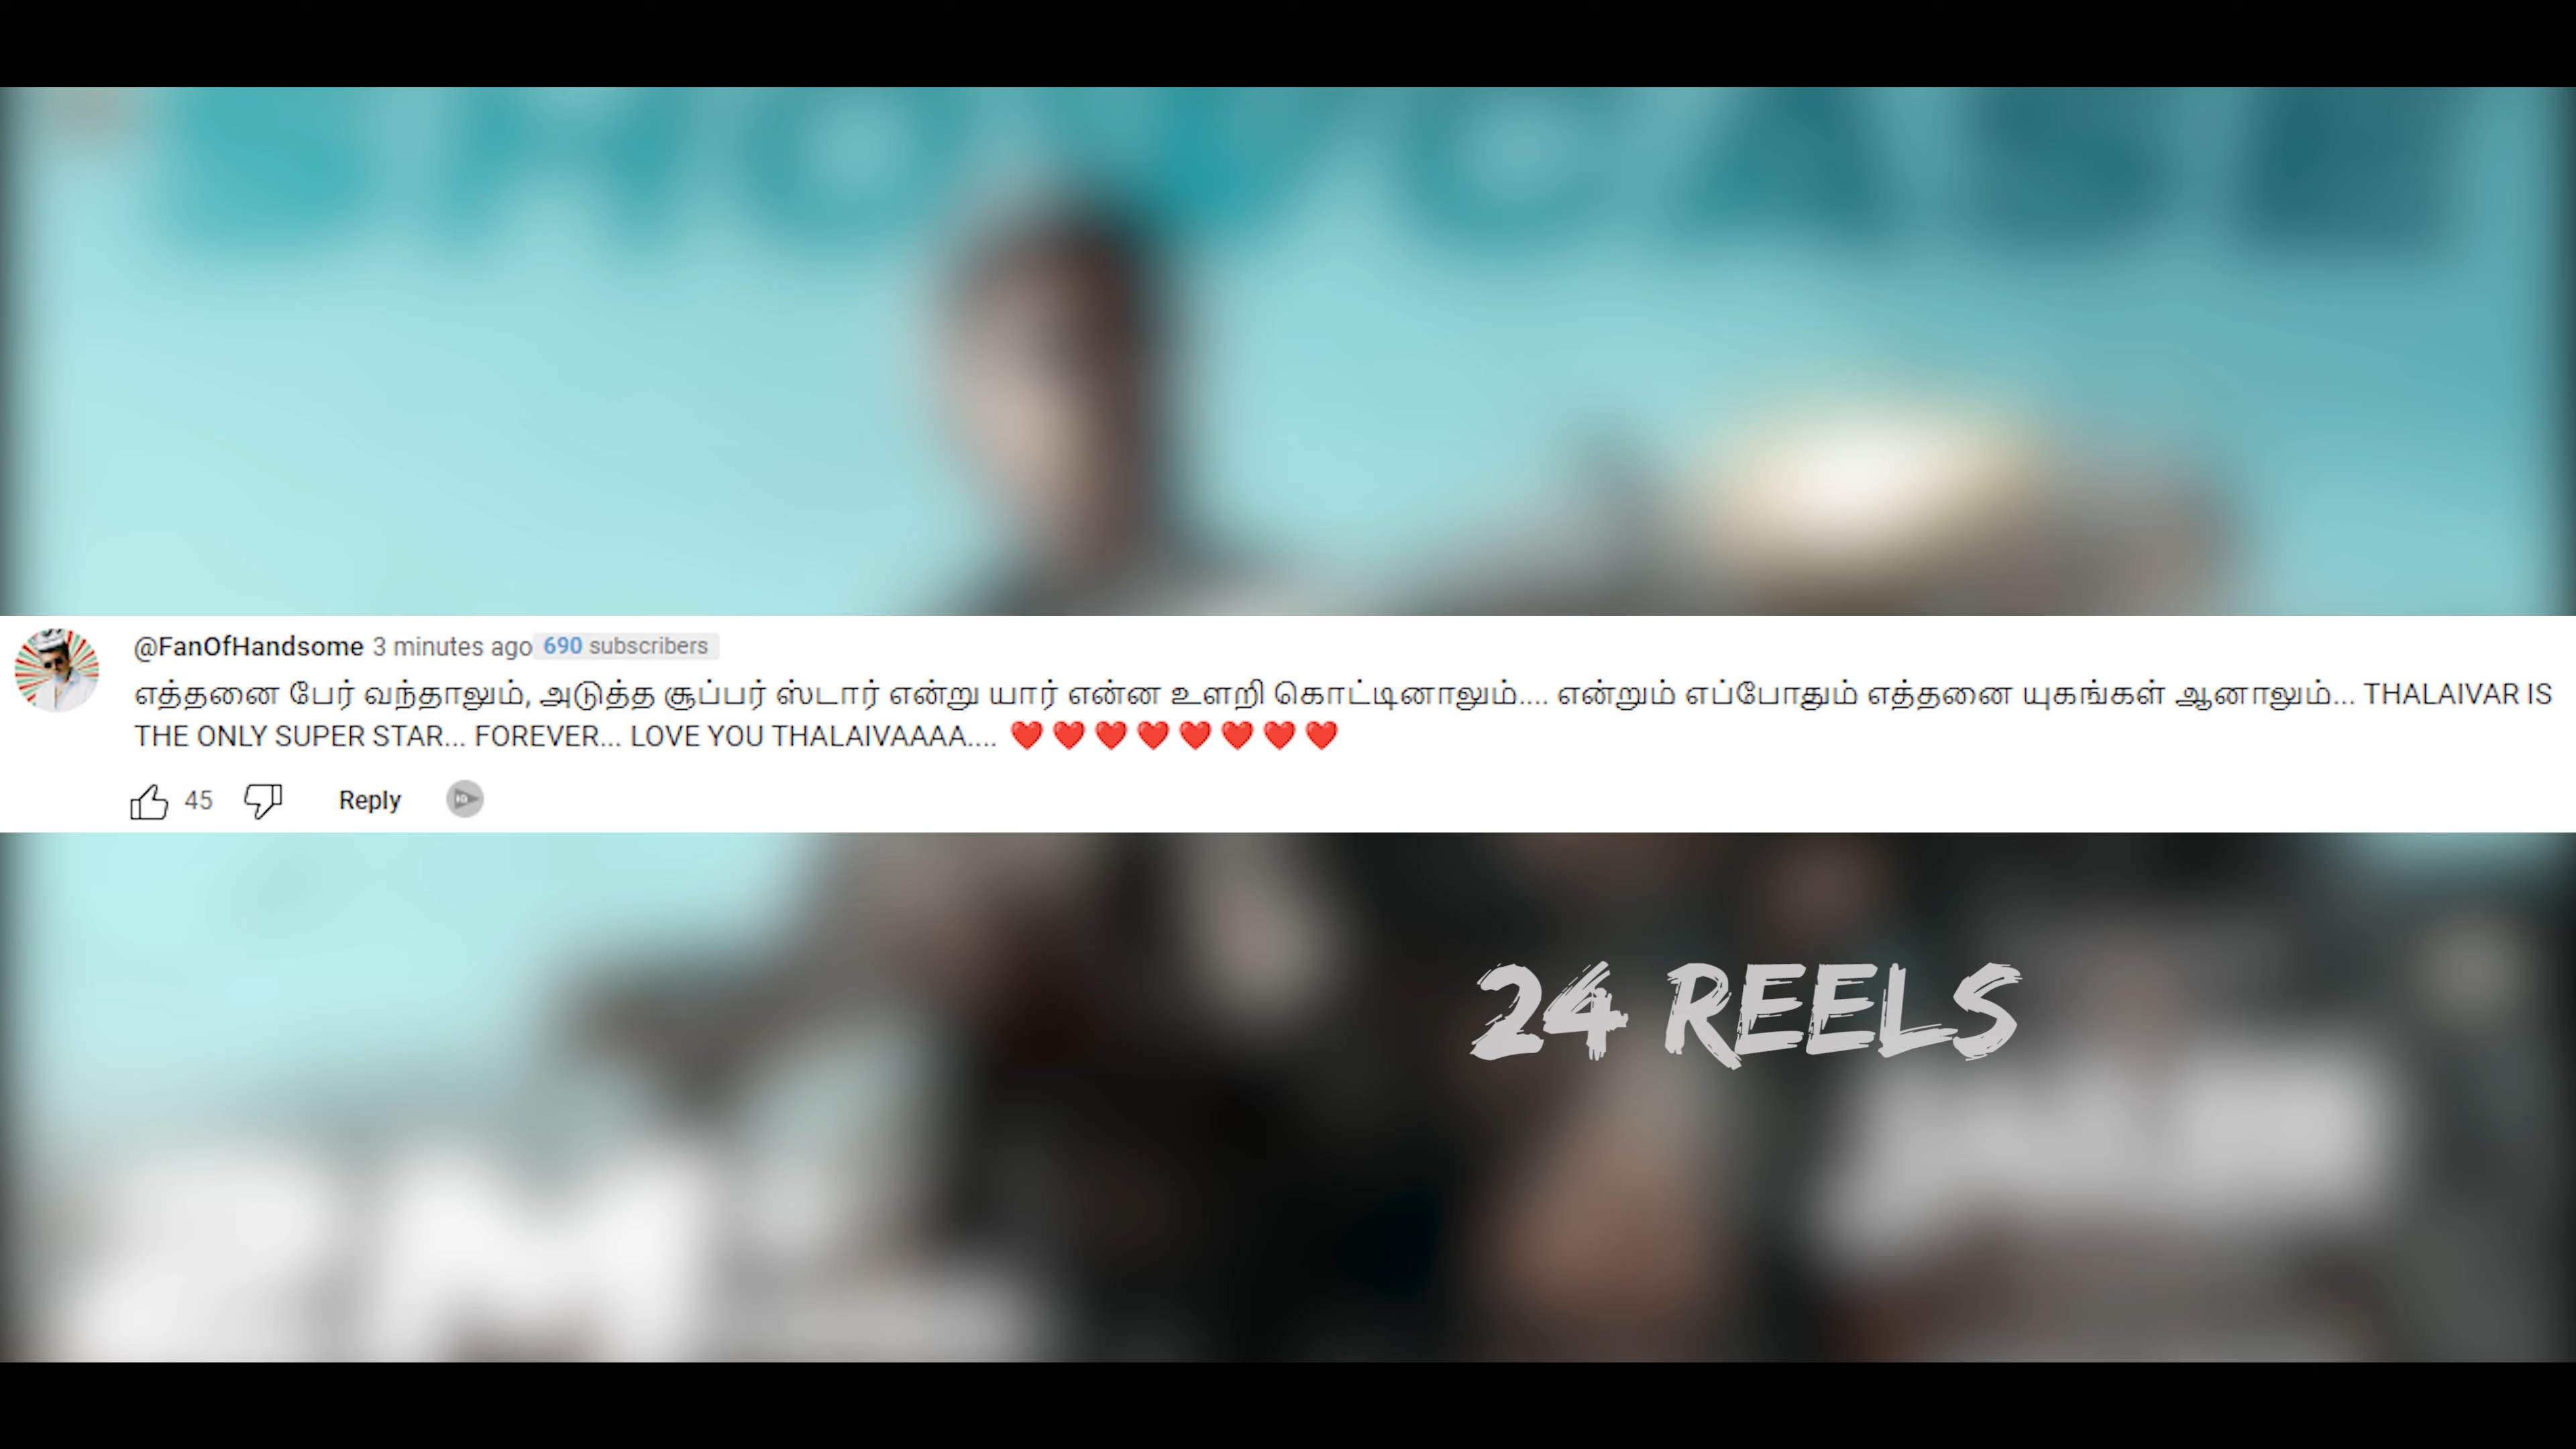 SHOWCASE
@FanOfHandsome 3 minutes ago 690 subscribers
எத்தனை பேர் வந்தாலும், அடுத்த சூப்பர் ஸ்டார் என்று யார் என்ன உளறி கொட்டினாலும்.... என்றும் எப்போதும் எத்தனை யுகங்கள் ஆனாலும்... THALAIVAR IS
THE ONLY SUPER STAR... FOREVER... LOVE YOU THALAIVAAAA.... ❤️❤️❤️❤️❤️❤️❤️❤️
45 Reply
24 REELS